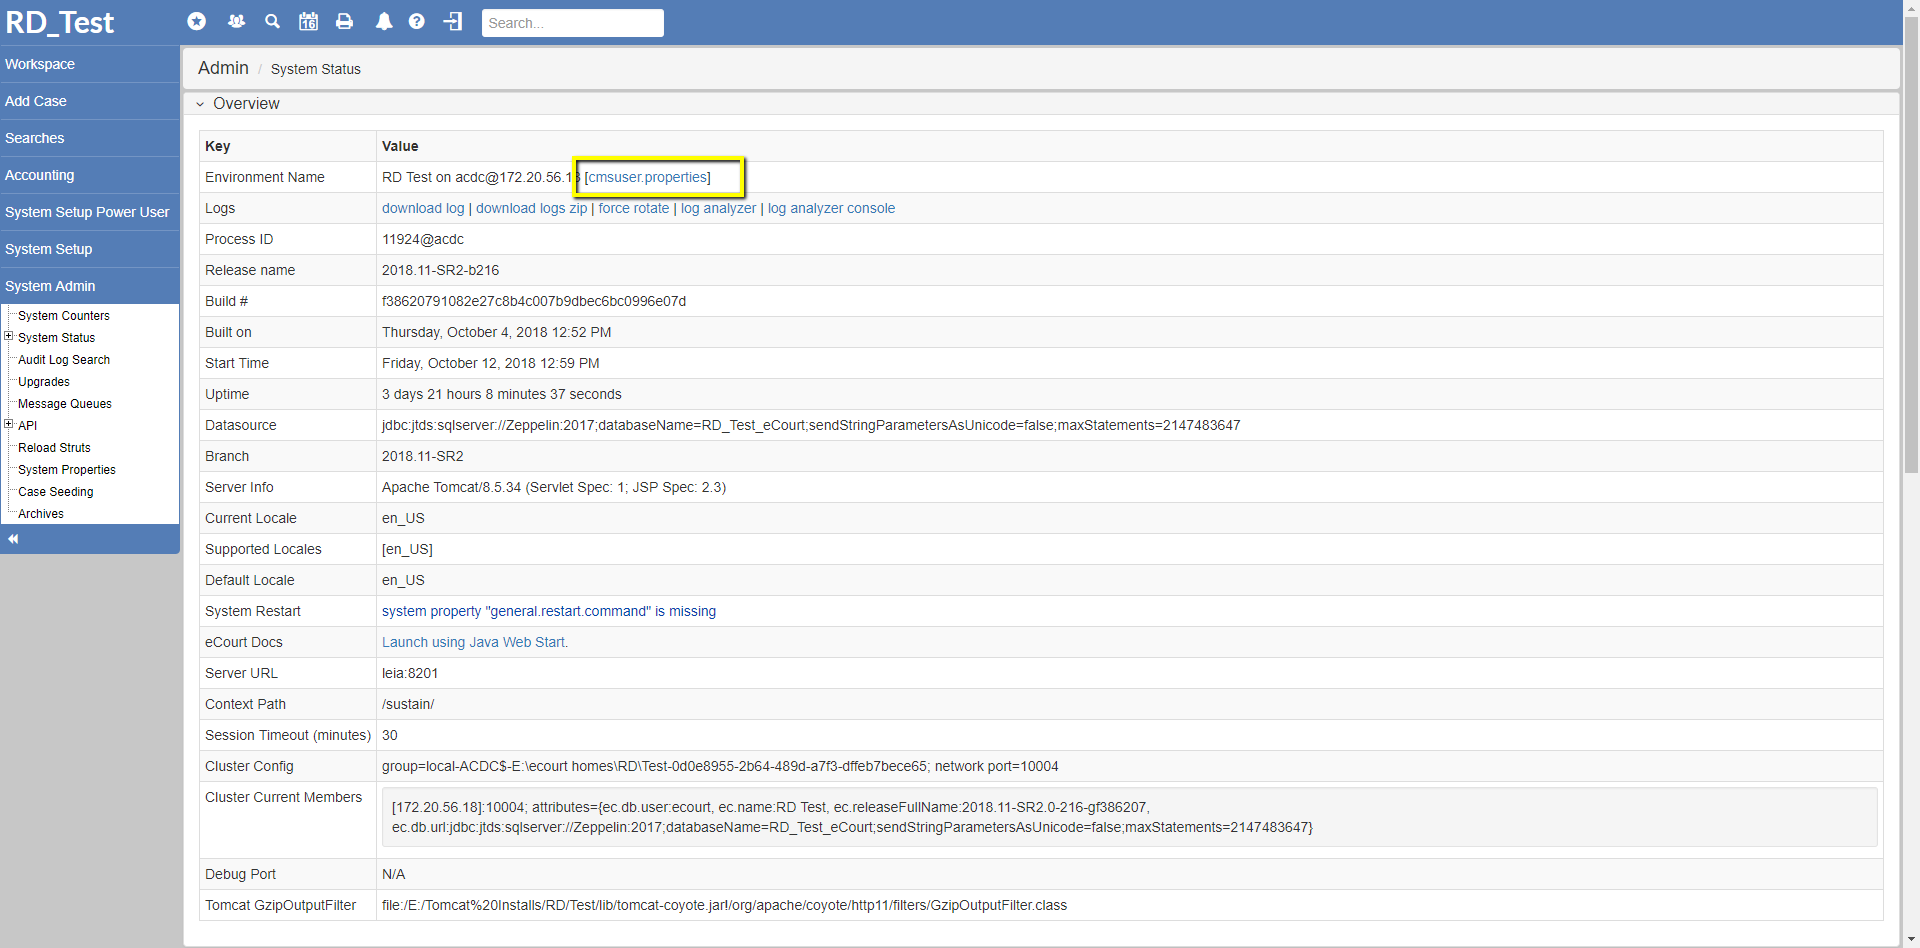 RD_Test
16
Search...
Workspace
Add Case
Searches
Accounting
System Setup Power User
System Setup
System Admin
System Counters
System Status
Audit Log Search
Upgrades
Message Queues
API
Reload Struts
System Properties
Case Seeding
Archives
Admin / System Status
Overview
Key Value
Environment Name RD Test on acdc@172.20.56.18 [cmsuser.properties]
Logs download log | download logs zip | force rotate | log analyzer | log analyzer console
Process ID 11924@acdc
Release name 2018.11-SR2-b216
Build # f38620791082e27c8b4c007b9dbec6bc0996e07d
Built on Thursday, October 4, 2018 12:52 PM
Start Time Friday, October 12, 2018 12:59 PM
Uptime 3 days 21 hours 8 minutes 37 seconds
Datasource jdbc:jtds:sqlserver://Zeppelin:2017;databaseName=RD_Test_eCourt;sendStringParametersAsUnicode=false;maxStatements=2147483647
Branch 2018.11-SR2
Server Info Apache Tomcat/8.5.34 (Servlet Spec: 1; JSP Spec: 2.3)
Current Locale en_US
Supported Locales [en_US]
Default Locale en_US
System Restart system property "general.restart.command" is missing
eCourt Docs Launch using Java Web Start.
Server URL leia:8201
Context Path /sustain/
Session Timeout (minutes) 30
Cluster Config group=local-ACDC$-E:\ecourt homes\RD\Test-0d0e8955-2b64-489d-a7f3-dffeb7bece65; network port=10004
Cluster Current Members [172.20.56.18]:10004; attributes={ec.db.user:ecourt, ec.name:RD Test, ec.releaseFullName:2018.11-SR2.0-216-gf386207,
ec.db.url:jdbc:jtds:sqlserver://Zeppelin:2017;databaseName=RD_Test_eCourt;sendStringParametersAsUnicode=false;maxStatements=2147483647}
Debug Port N/A
Tomcat GzipOutputFilter file:/E:/Tomcat%20Installs/RD/Test/lib/tomcat-coyote.jar!/org/apache/coyote/http11/filters/GzipOutputFilter.class